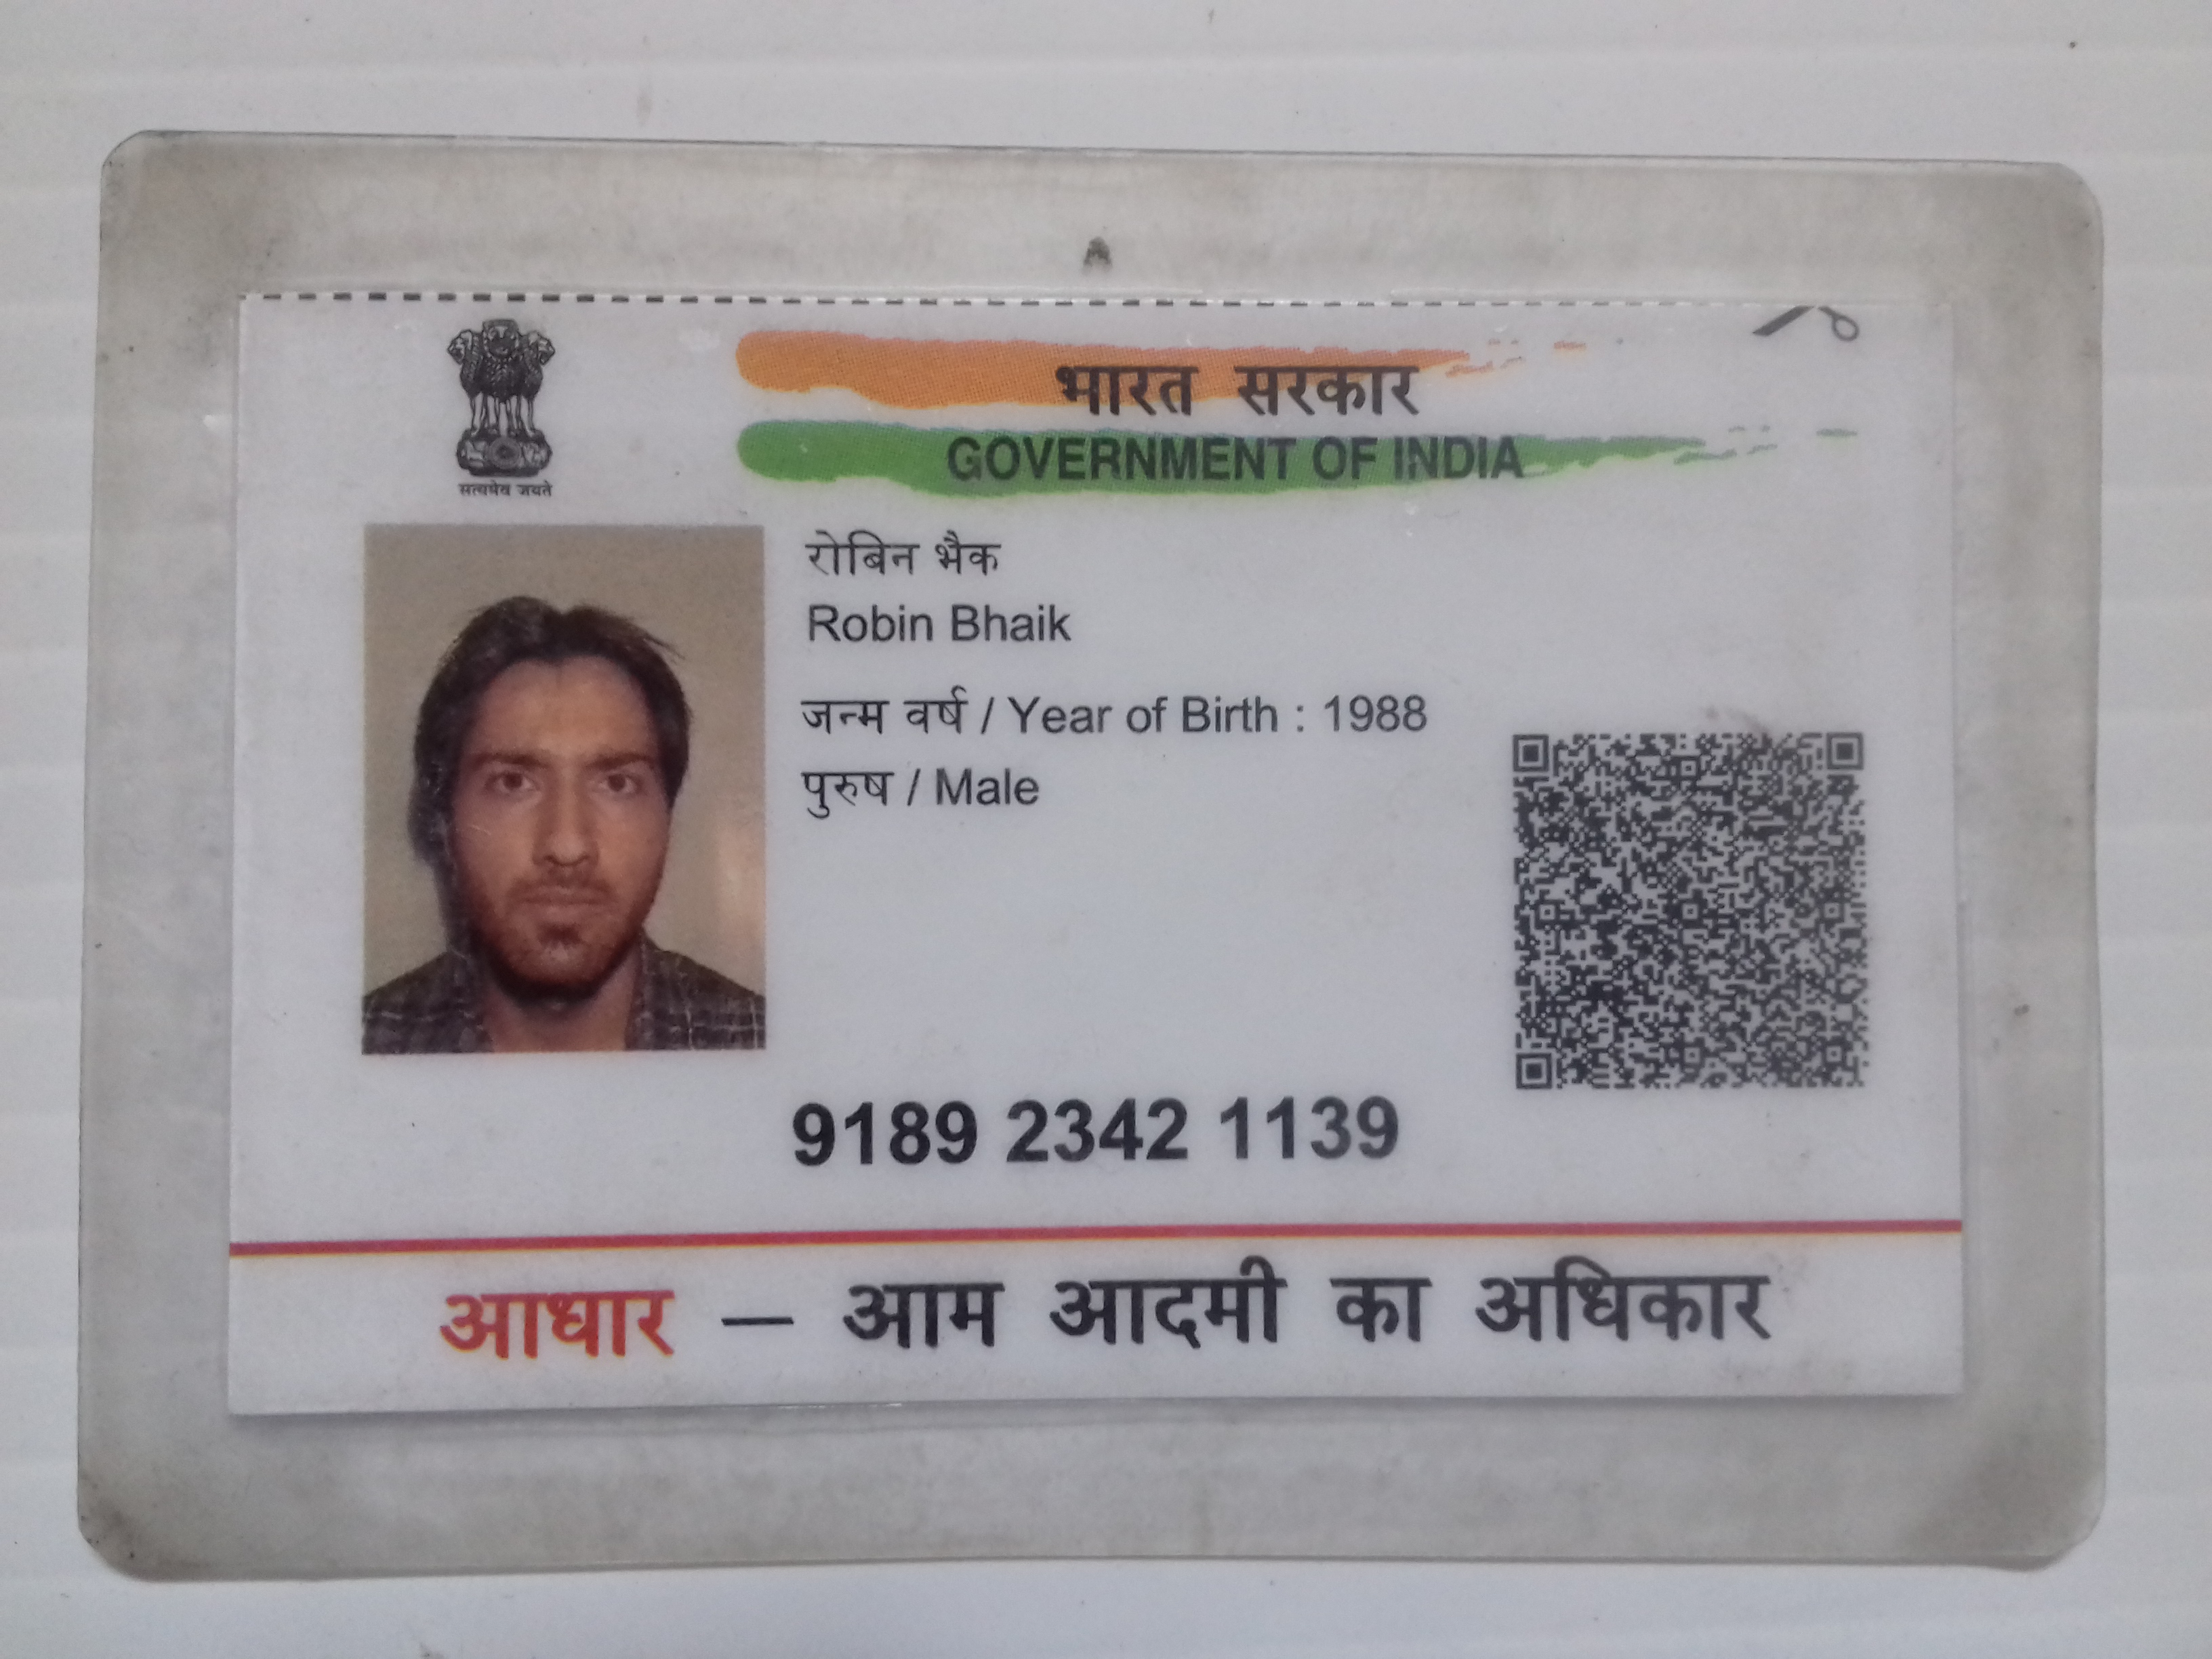 भारत सरकार
GOVERNMENT OF INDIA
सत्यमेव जयते
रोबिन भैक
Robin Bhaik
जन्म वर्ष / Year of Birth : 1988
पुरुष / Male
9189 2342 1139
आधार – आम आदमी का अधिकार